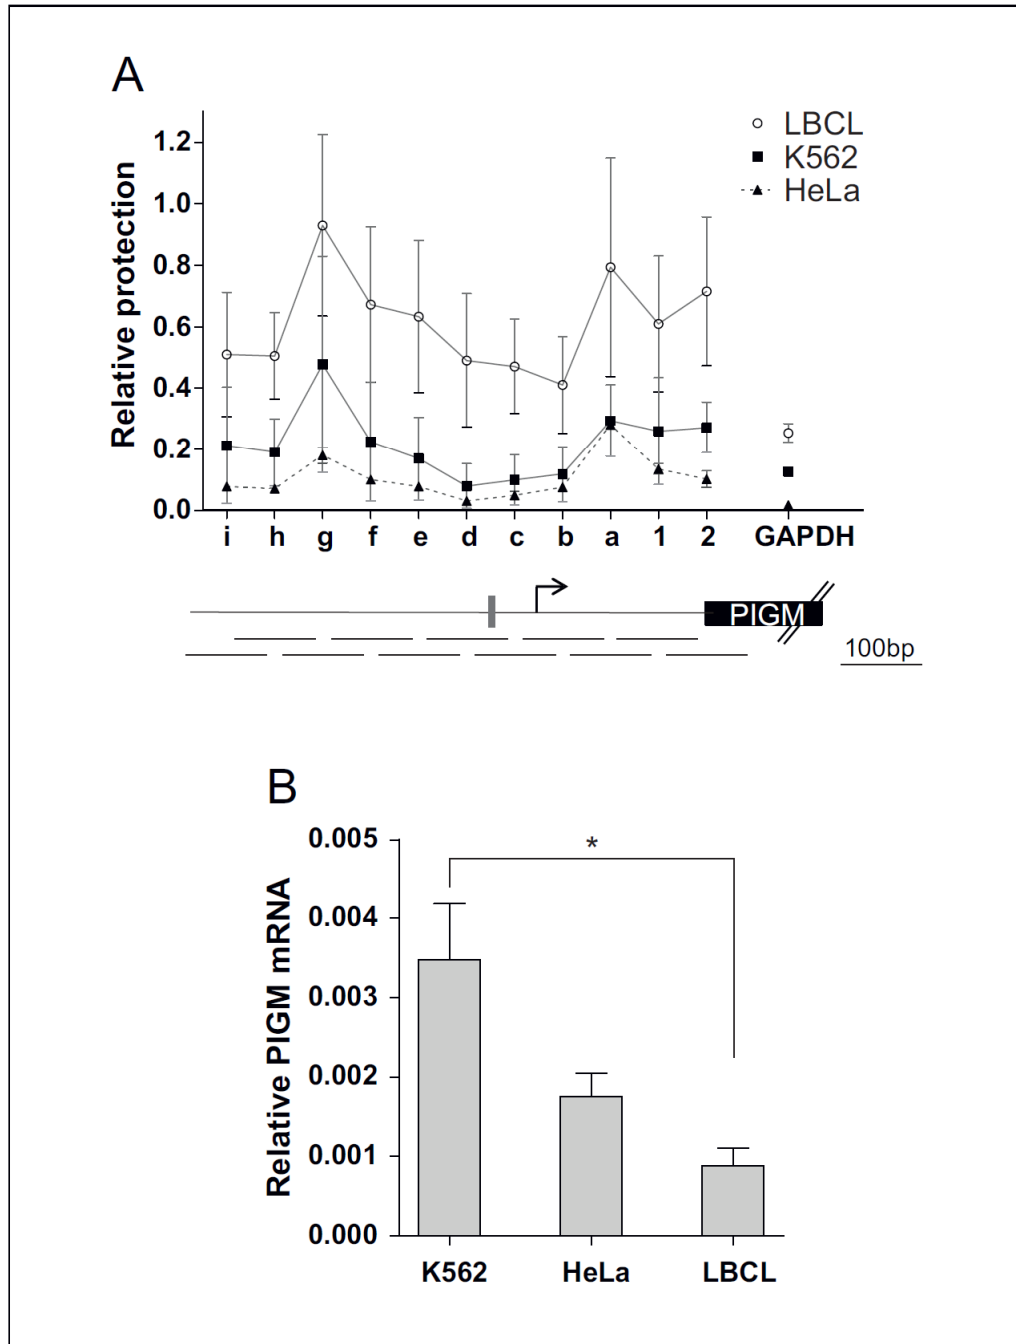 A
Relative protection
1.2
1.0
0.8
0.6
0.4
0.2
0.0
LBCL
K562
HeLa
i h g f e d c b a 1 2 GAPDH
PIGM
100bp
B
Relative PIGM mRNA
0.005
0.004
0.003
0.002
0.001
0.000
*
K562 HeLa LBCL